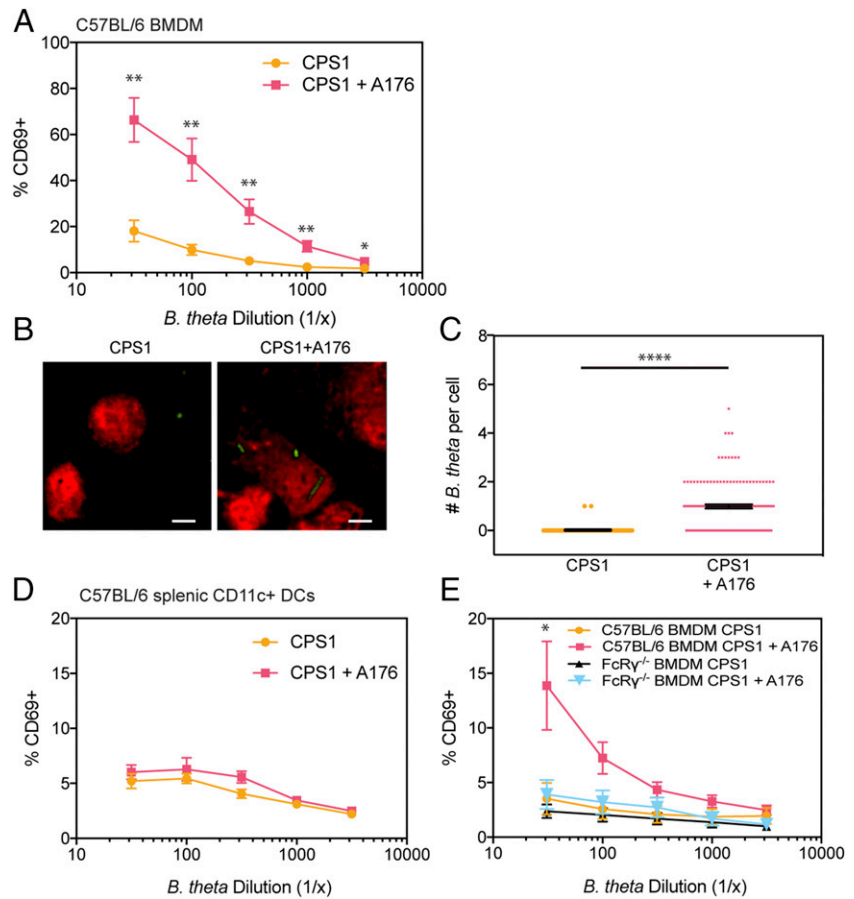 A
C57BL/6 BMDM
100
80
60
40
20
0
% CD69+
CPS1
CPS1 + A176
**
**
**
**
*
10
100
1000
10000
B. theta Dilution (1/x)
B
CPS1
CPS1+A176
C
8
6
4
2
0
# B. theta per cell
****
CPS1
CPS1
+ A176
D
C57BL/6 splenic CD11c+ DCs
20
15
10
5
0
% CD69+
CPS1
CPS1 + A176
10
100
1000
10000
B. theta Dilution (1/x)
E
20
15
10
5
0
% CD69+
*
C57BL/6 BMDM CPS1
C57BL/6 BMDM CPS1 + A176
FcRγ-/- BMDM CPS1
FcRγ-/- BMDM CPS1 + A176
10
100
1000
10000
B. theta Dilution (1/x)